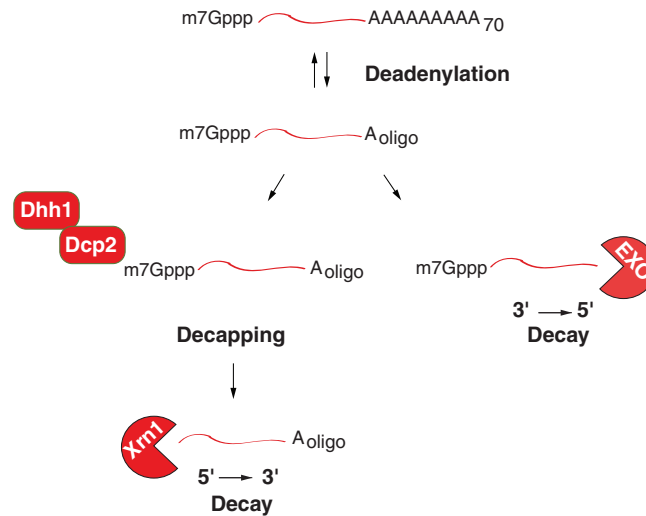 m7Gppp AAAAAAAAA70
Deadenylation
m7Gppp Aoligo
Dhh1
Dcp2
m7Gppp Aoligo
m7Gppp EXO
3' 5'
Decay
Decapping
Xrn1 Aoligo
5' 3'
Decay